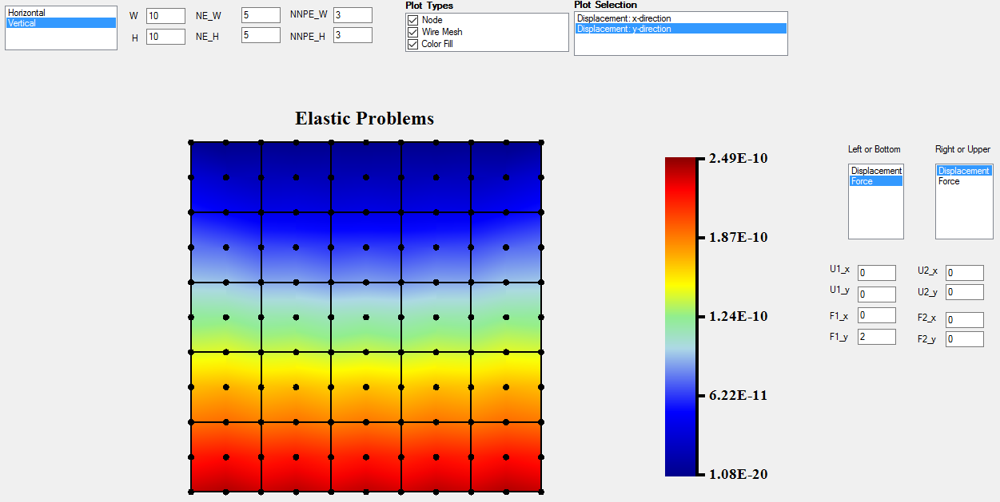 Horizontal
Vertical
W 10 NE_W 5 NNPE_W 3
H 10 NE_H 5 NNPE_H 3
Plot Types
Node
Wire Mesh
Color Fill
Plot Selection
Displacement: x-direction
Displacement: y-direction
Elastic Problems
2.49E-10
1.87E-10
1.24E-10
6.22E-11
1.08E-20
Left or Bottom
Displacement
Force
Right or Upper
Displacement
Force
U1_x 0
U1_y 0
F1_x 0
F1_y 2
U2_x 0
U2_y 0
F2_x 0
F2_y 0